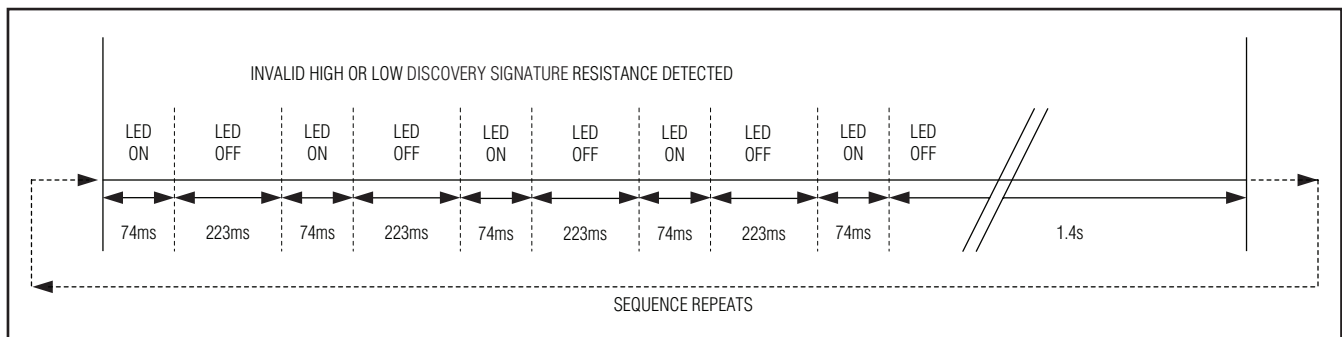 INVALID HIGH OR LOW DISCOVERY SIGNATURE RESISTANCE DETECTED
LED ON
LED OFF
LED ON
LED OFF
LED ON
LED OFF
LED ON
LED OFF
LED ON
LED OFF
74ms
223ms
74ms
223ms
74ms
223ms
74ms
223ms
74ms
1.4s
SEQUENCE REPEATS